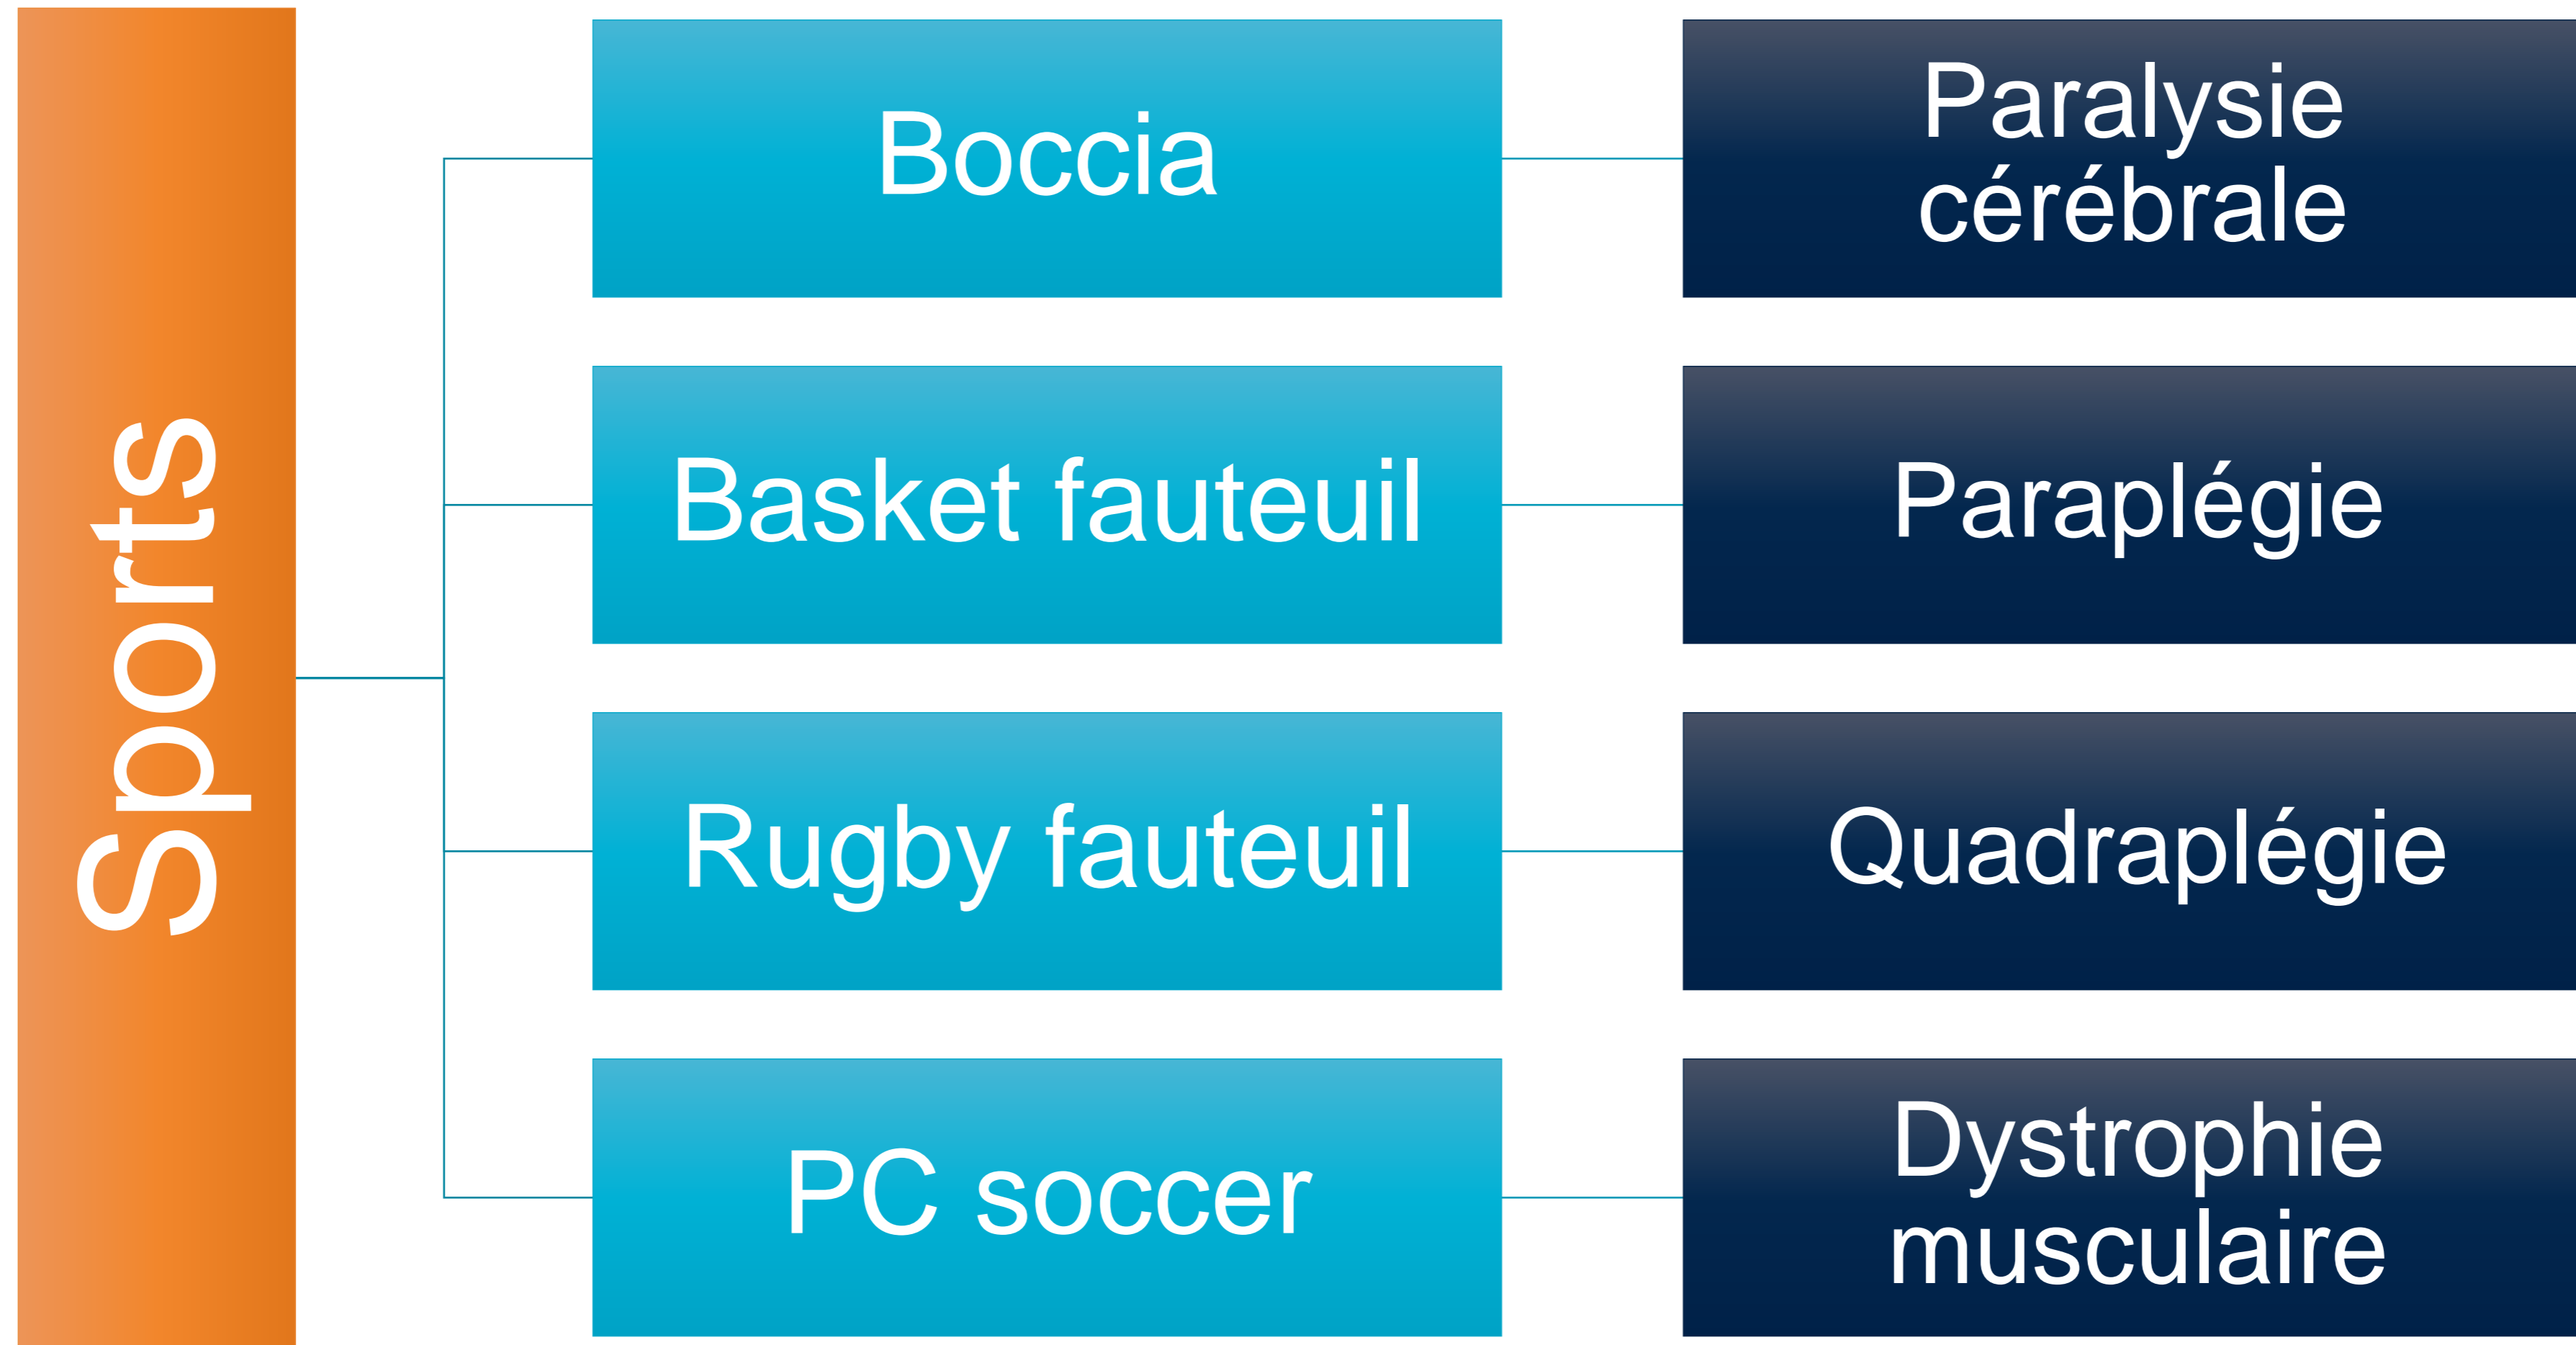 Sports
Boccia
Paralysie
cérébrale
Basket fauteuil
Paraplégie
Rugby fauteuil
Quadraplégie
PC soccer
Dystrophie
musculaire